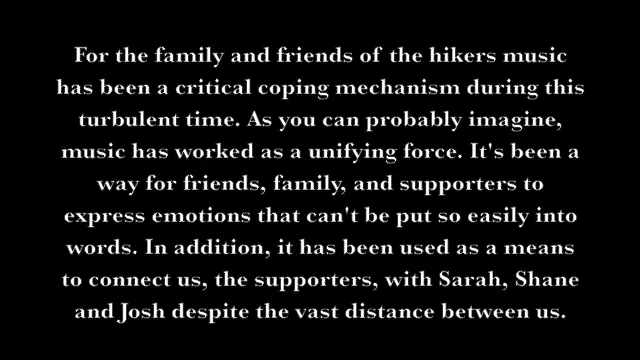 For the family and friends of the hikers music
has been a critical coping mechanism during this
turbulent time. As you can probably imagine,
music has worked as a unifying force. It's been a
way for friends, family, and supporters to
express emotions that can't be put so easily into
words. In addition, it has been used as a means
to connect us, the supporters, with Sarah, Shane
and Josh despite the vast distance between us.